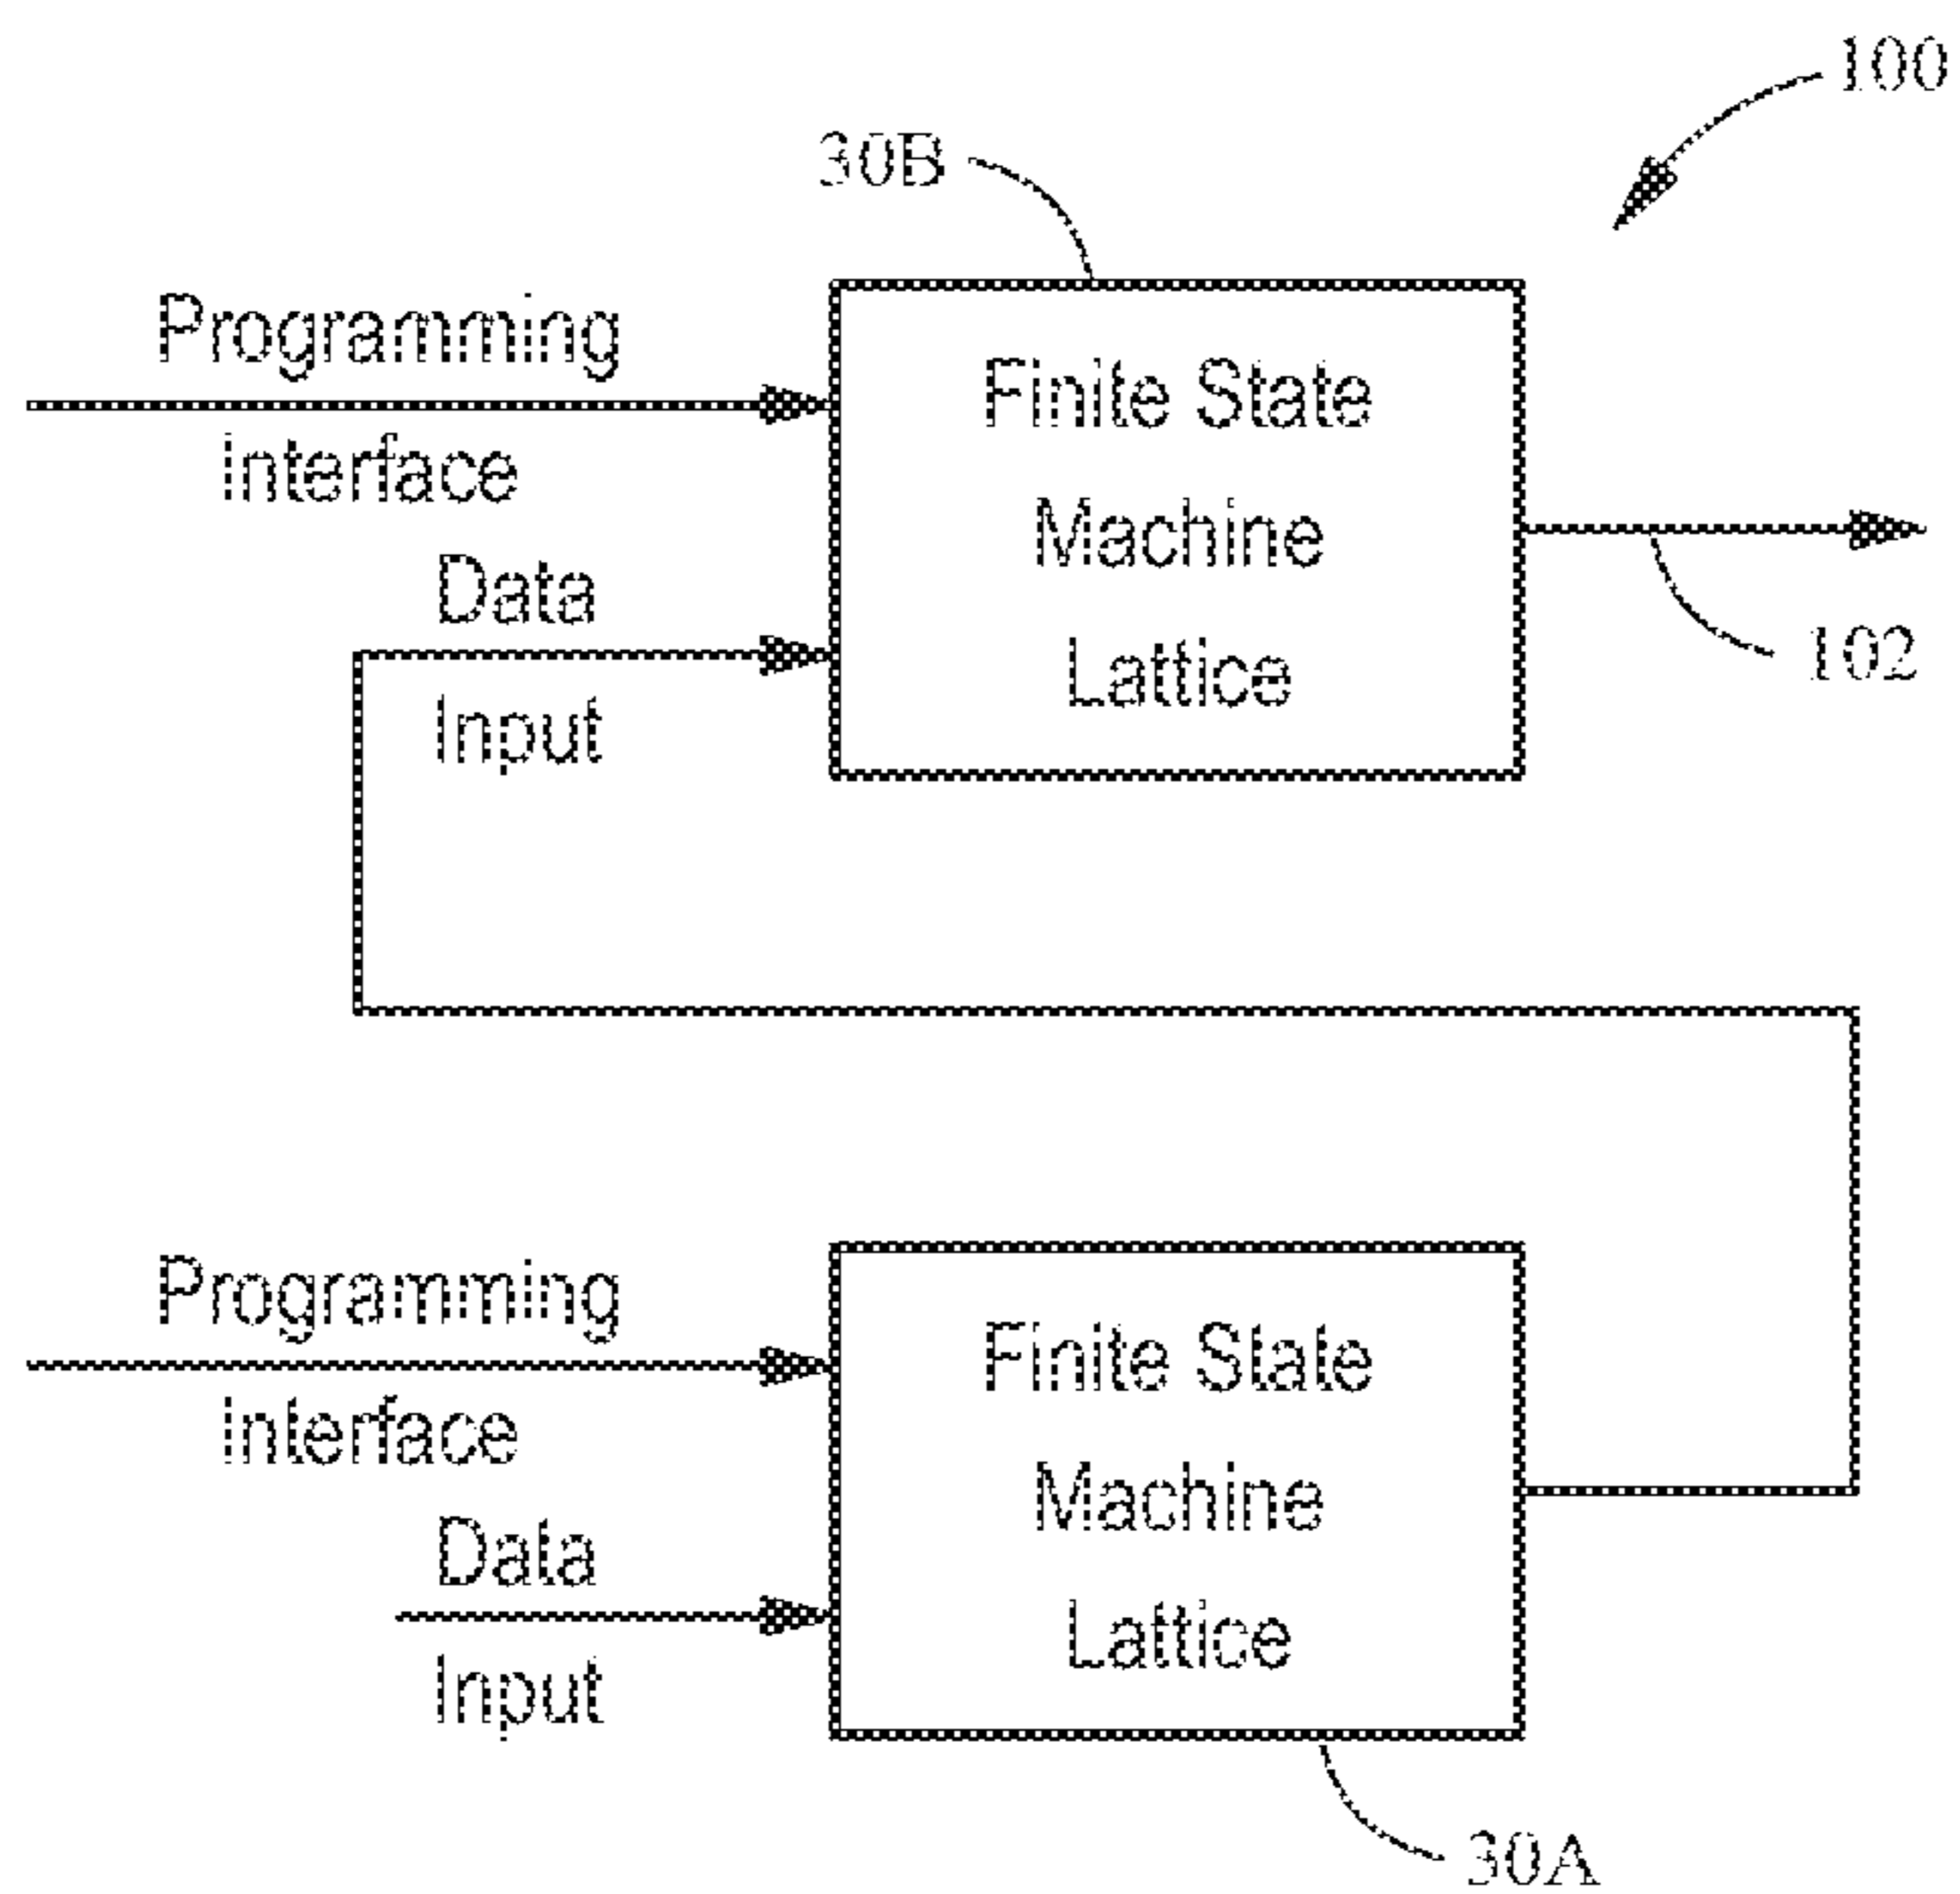 100
30B
Programming
Interface
Data
Input
Finite State
Machine
Lattice
102
Programming
Interface
Data
Input
Finite State
Machine
Lattice
30A